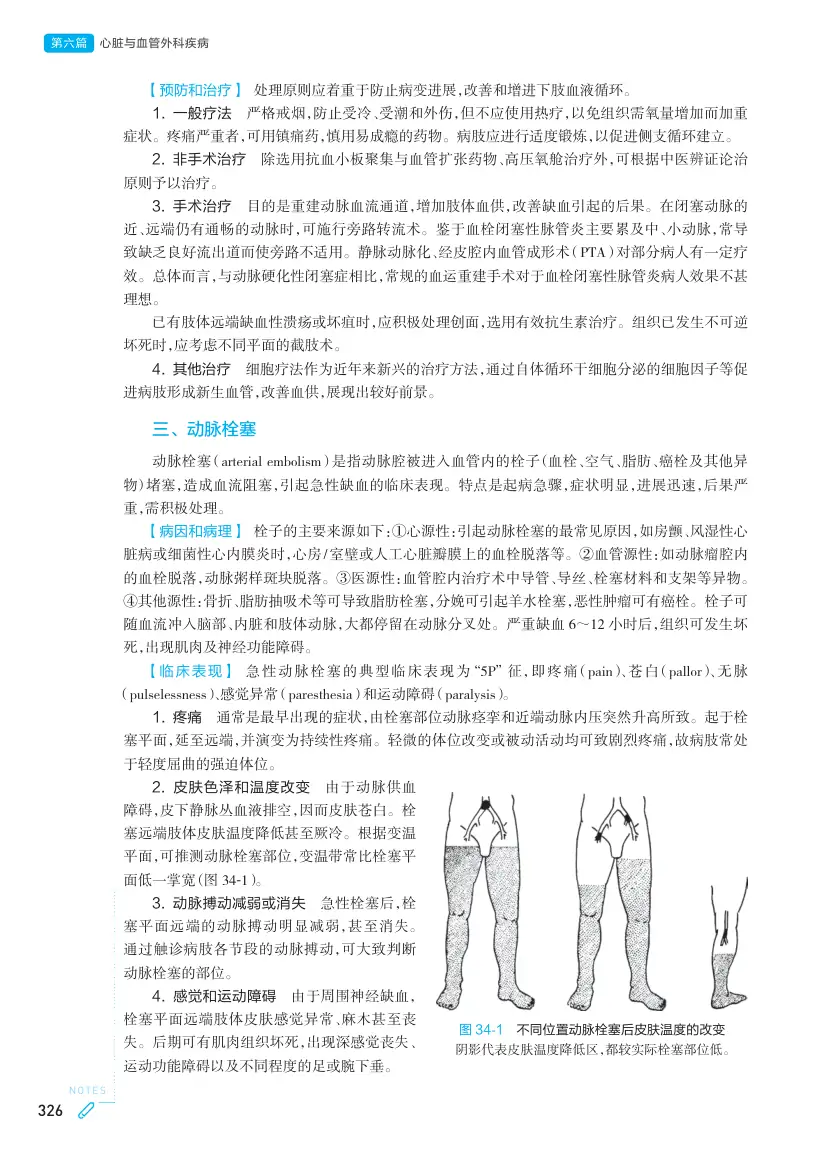 第六篇 心脏与血管外科疾病
【预防和治疗】 处理原则应着重于防止病变进展,改善和增进下肢血液循环。
1. 一般疗法 严格戒烟,防止受冷、受潮和外伤,但不应使用热疗,以免组织需氧量增加而加重
症状。疼痛严重者,可用镇痛药,慎用易成瘾的药物。病肢应进行适度锻炼,以促进侧支循环建立。
2. 非手术治疗 除选用抗血小板聚集与血管扩张药物、高压氧舱治疗外,可根据中医辨证论治
原则予以治疗。
3. 手术治疗 目的是重建动脉血流通道,增加肢体血供,改善缺血引起的后果。在闭塞动脉的
近、远端仍有通畅的动脉时,可施行旁路转流术。鉴于血栓闭塞性脉管炎主要累及中、小动脉,常导
致缺乏良好流出道而使旁路不适用。静脉动脉化、经皮腔内血管成形术(PTA)对部分病人有一定疗
效。总体而言,与动脉硬化性闭塞症相比,常规的血运重建手术对于血栓闭塞性脉管炎病人效果不甚
理想。
已有肢体远端缺血性溃疡或坏疽时,应积极处理创面,选用有效抗生素治疗。组织已发生不可逆
坏死时,应考虑不同平面的截肢术。
4. 其他治疗 细胞疗法作为近年来新兴的治疗方法,通过自体循环干细胞分泌的细胞因子等促
进病肢形成新生血管,改善血供,展现出较好前景。
三、动脉栓塞
动脉栓塞(arterial embolism)是指动脉腔被进入血管内的栓子(血栓、空气、脂肪、癌栓及其他异
物)堵塞,造成血流阻塞,引起急性缺血的临床表现。特点是起病急骤,症状明显,进展迅速,后果严
重,需积极处理。
【病因和病理】 栓子的主要来源如下:①心源性:引起动脉栓塞的最常见原因,如房颤、风湿性心
脏病或细菌性心内膜炎时,心房/室壁或人工心脏瓣膜上的血栓脱落等。②血管源性:如动脉瘤腔内
的血栓脱落,动脉粥样斑块脱落。③医源性:血管腔内治疗术中导管、导丝、栓塞材料和支架等异物。
④其他源性:骨折、脂肪抽吸术等可导致脂肪栓塞,分娩可引起羊水栓塞,恶性肿瘤可有癌栓。栓子可
随血流冲入脑部、内脏和肢体动脉,大都停留在动脉分叉处。严重缺血 6~12 小时后,组织可发生坏
死,出现肌肉及神经功能障碍。
【临床表现】 急性动脉栓塞的典型临床表现为“5P”征,即疼痛(pain)、苍白(pallor)、无脉
(pulselessness)、感觉异常(paresthesia)和运动障碍(paralysis)。
1. 疼痛 通常是最早出现的症状,由栓塞部位动脉痉挛和近端动脉内压突然升高所致。起于栓
塞平面,延至远端,并演变为持续性疼痛。轻微的体位改变或被动活动均可致剧烈疼痛,故病肢常处
于轻度屈曲的强迫体位。
2. 皮肤色泽和温度改变 由于动脉供血
障碍,皮下静脉丛血液排空,因而皮肤苍白。栓
塞远端肢体皮肤温度降低甚至厥冷。根据变温
平面,可推测动脉栓塞部位,变温带常比栓塞平
面低一掌宽(图 34-1)。
3. 动脉搏动减弱或消失 急性栓塞后,栓
塞平面远端的动脉搏动明显减弱,甚至消失。
通过触诊病肢各节段的动脉搏动,可大致判断
动脉栓塞的部位。
4. 感觉和运动障碍 由于周围神经缺血,
栓塞平面远端肢体皮肤感觉异常、麻木甚至丧
失。后期可有肌肉组织坏死,出现深感觉丧失、
运动功能障碍以及不同程度的足或腕下垂。
图 34-1 不同位置动脉栓塞后皮肤温度的改变
阴影代表皮肤温度降低区,都较实际栓塞部位低。
NOTES
326